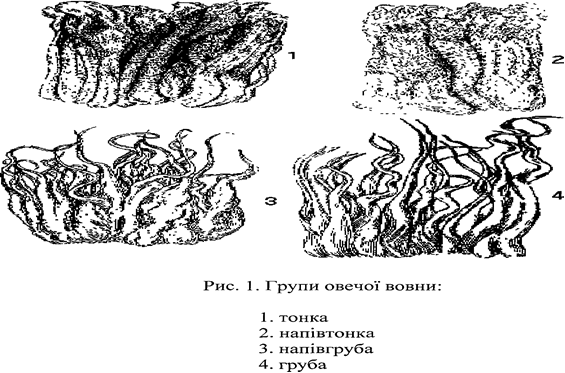 1
2
3
4
Рис. 1. Групи овечої вовни:
1. тонка
2. напівтонка
3. напівгруба
4. груба